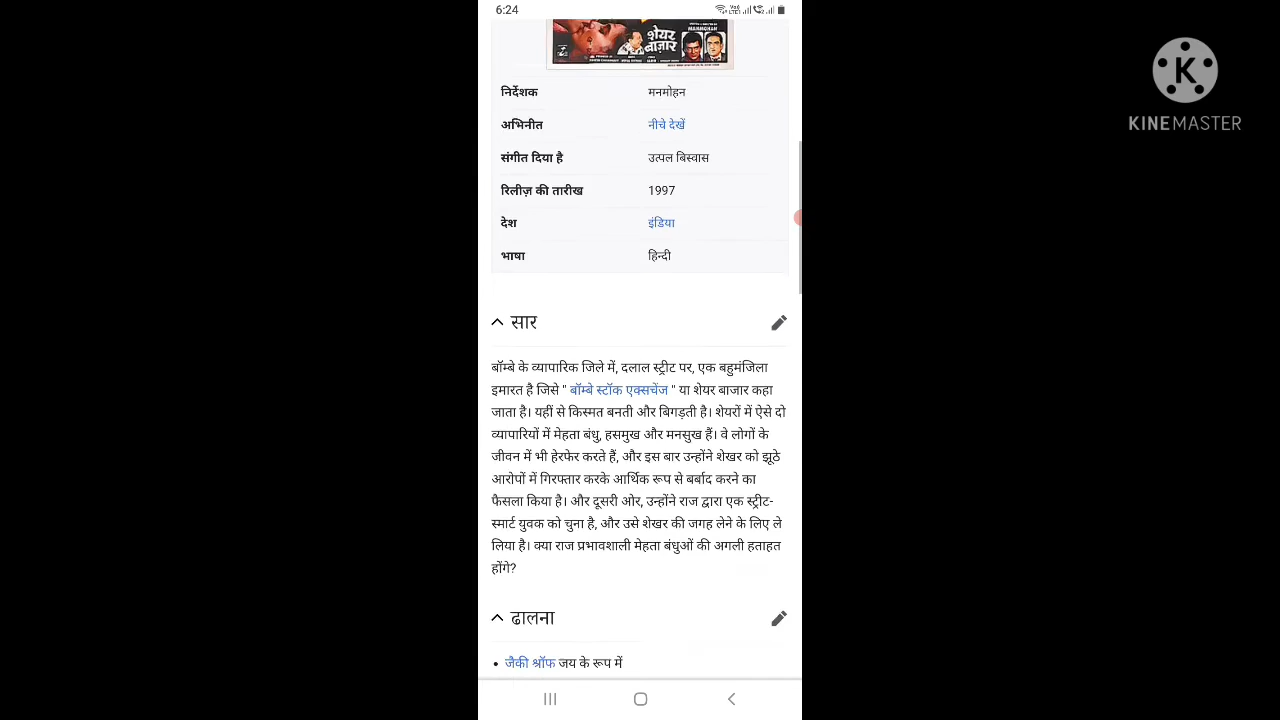 6:24
शेयर
बाज़ार
MANMOHAN
निर्देशक मनमोहन
अभिनीत नीचे देखें
संगीत दिया है उत्पल बिस्वास
रिलीज़ की तारीख 1997
देश इंडिया
भाषा हिन्दी
सार
बॉम्बे के व्यापारिक जिले में, दलाल स्ट्रीट पर, एक बहुमंजिला
इमारत है जिसे " बॉम्बे स्टॉक एक्सचेंज " या शेयर बाजार कहा
जाता है। यहीं से किस्मत बनती और बिगड़ती है। शेयरों में ऐसे दो
व्यापारियों में मेहता बंधु, हसमुख और मनसुख हैं। वे लोगों के
जीवन में भी हेरफेर करते हैं, और इस बार उन्होंने शेखर को झूठे
आरोपों में गिरफ्तार करके आर्थिक रूप से बर्बाद करने का
फैसला किया है। और दूसरी ओर, उन्होंने राज द्वारा एक स्ट्रीट-
स्मार्ट युवक को चुना है, और उसे शेखर की जगह लेने के लिए ले
लिया है। क्या राज प्रभावशाली मेहता बंधुओं की अगली हताहत
होंगे?
ढालना
• जैकी श्रॉफ जय के रूप में
K
KINEMASTER